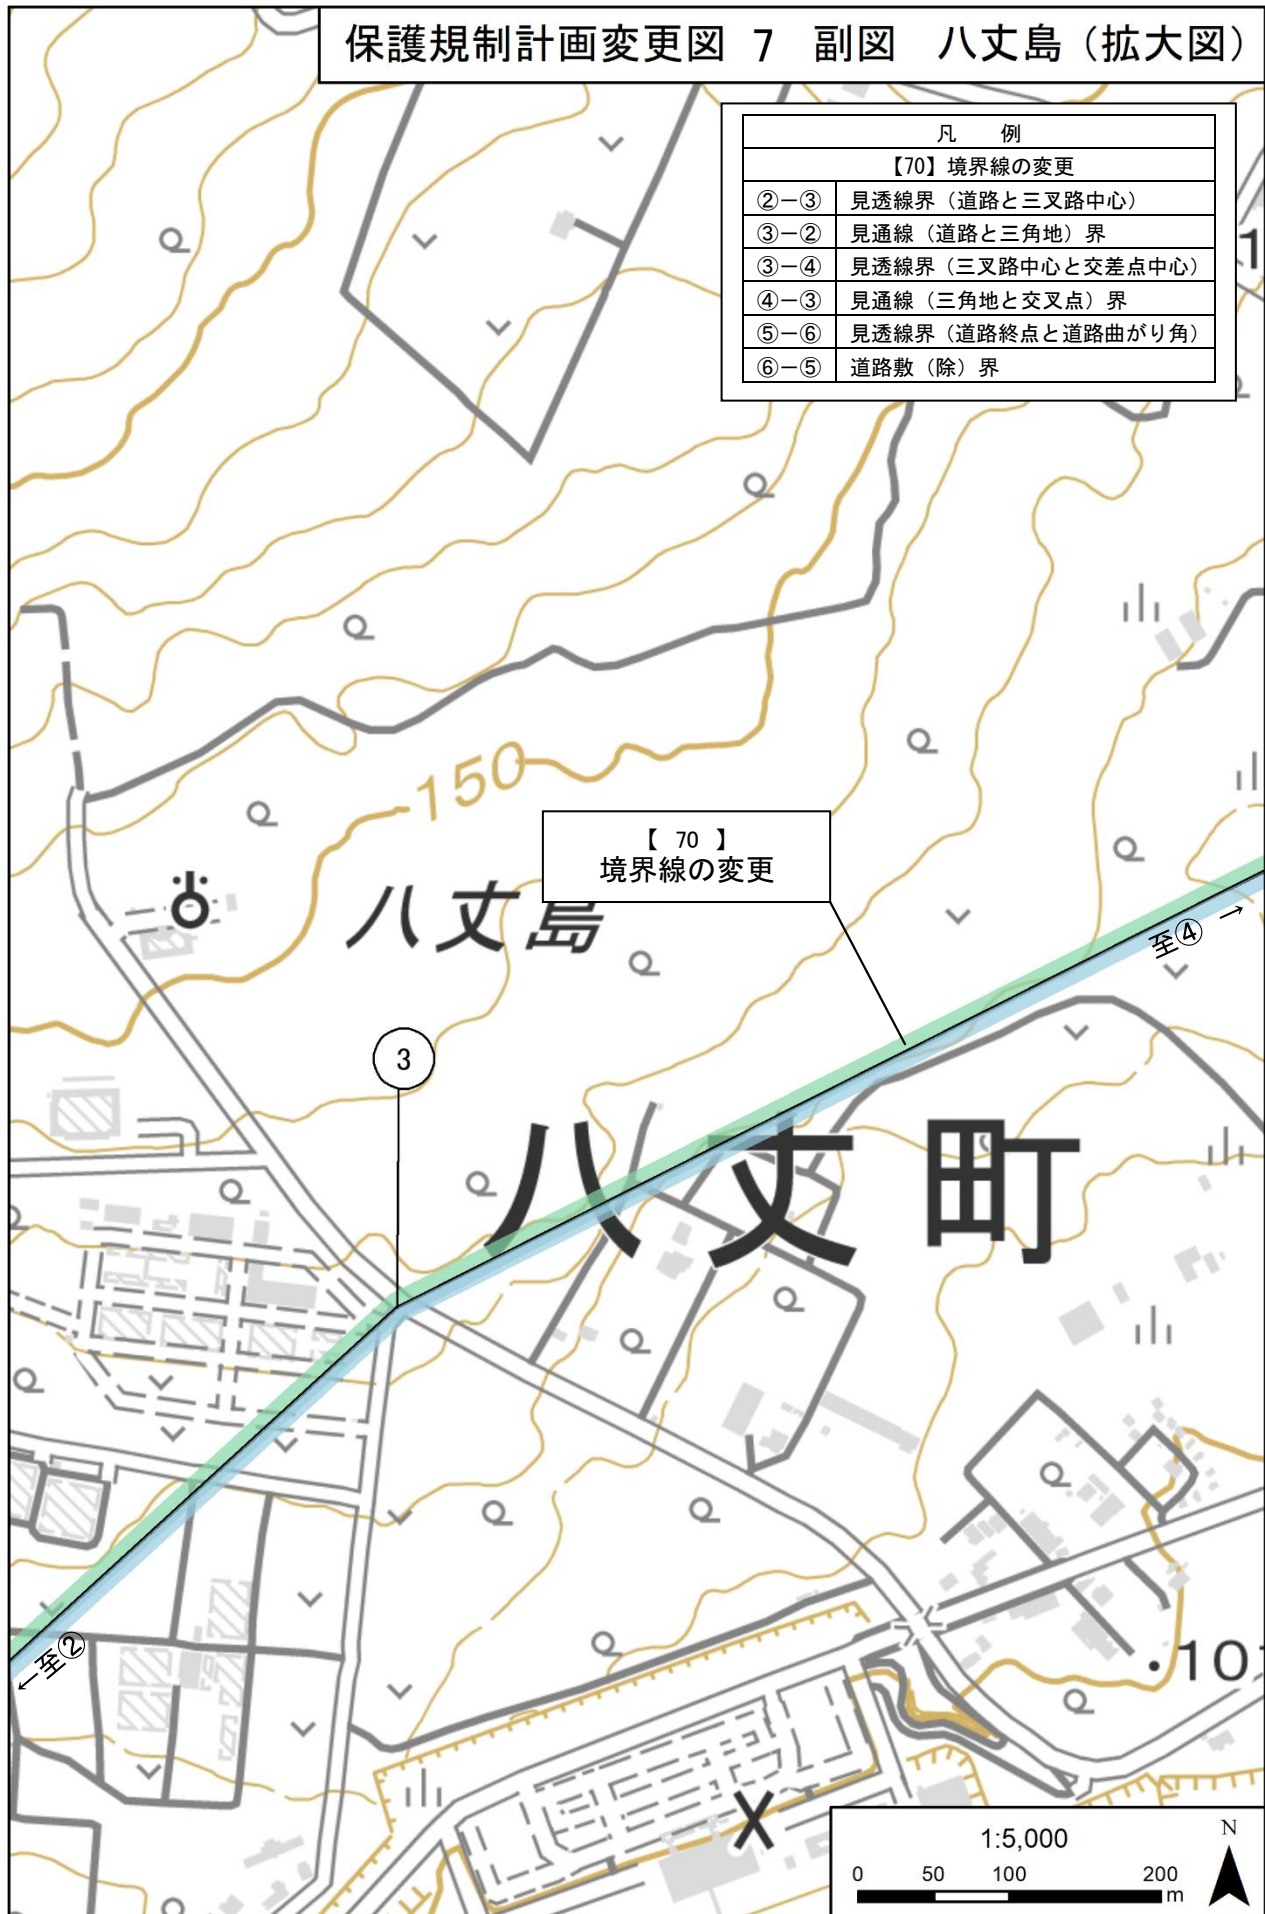 保護規制計画変更図 7 副図 八丈島（拡大図）
凡 例
【70】境界線の変更
②－③ 見透線界（道路と三叉路中心）
③－② 見通線（道路と三角地）界
③－④ 見透線界（三叉路中心と交差点中心）
④－③ 見通線（三角地と交叉点）界
⑤－⑥ 見透線界（道路終点と道路曲がり角）
⑥－⑤ 道路敷（除）界
150
【 70 】
境界線の変更
八丈島
至④ →
3
八丈町
←至②
1:5,000
0 50 100 200
m
N